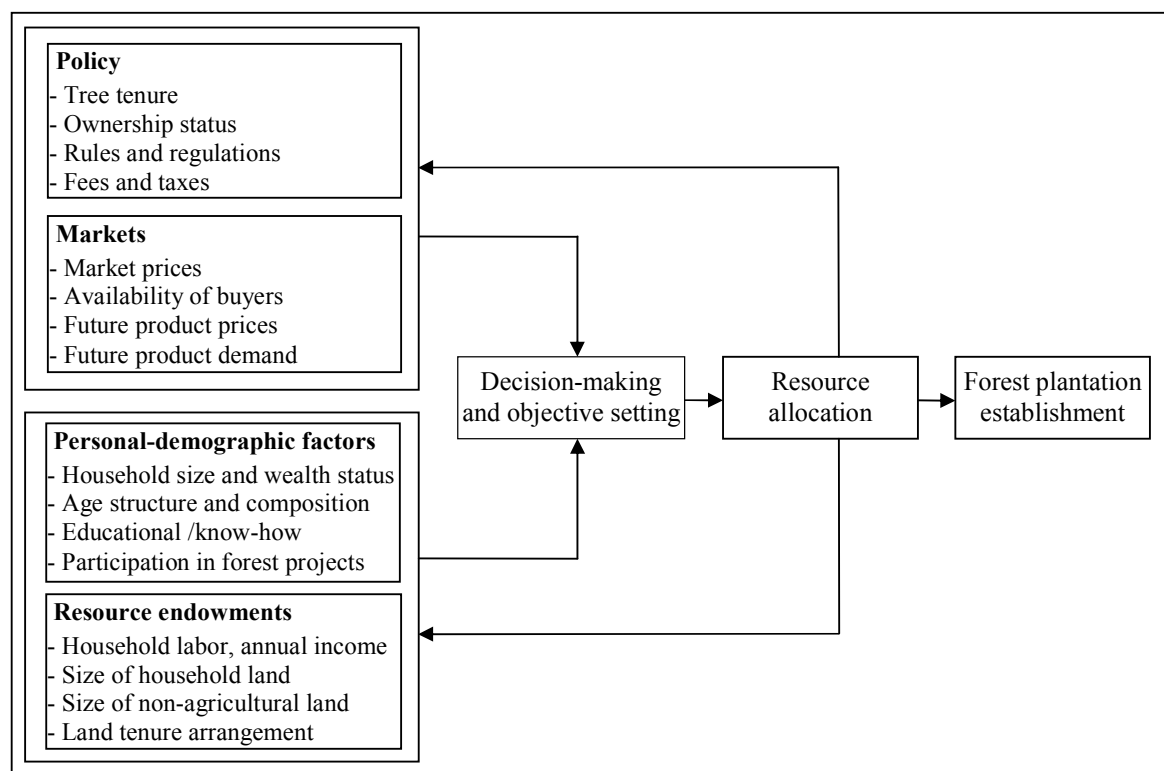 Policy
- Tree tenure
- Ownership status
- Rules and regulations
- Fees and taxes
Markets
- Market prices
- Availability of buyers
- Future product prices
- Future product demand
Personal-demographic factors
- Household size and wealth status
- Age structure and composition
- Educational /know-how
- Participation in forest projects
Resource endowments
- Household labor, annual income
- Size of household land
- Size of non-agricultural land
- Land tenure arrangement
Decision-making
and objective setting
Resource
allocation
Forest plantation
establishment